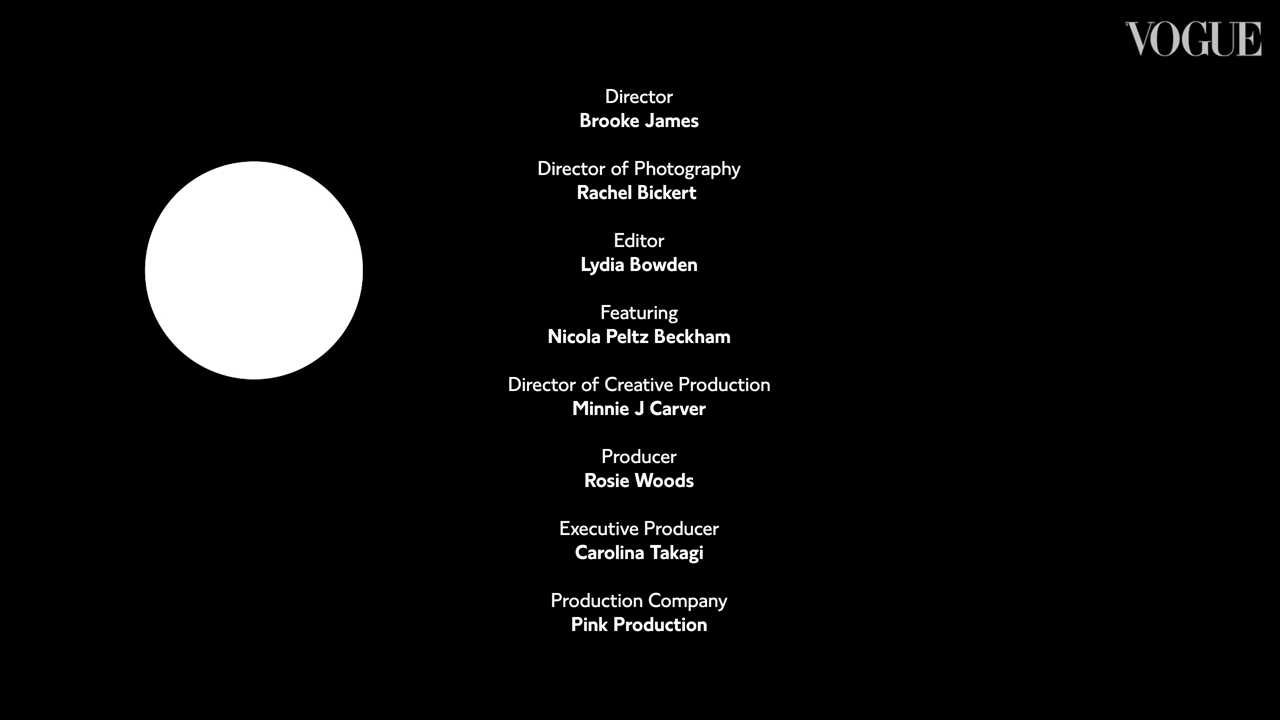 VOGUE
Director
Brooke James
Director of Photography
Rachel Bickert
Editor
Lydia Bowden
Featuring
Nicola Peltz Beckham
Director of Creative Production
Minnie J Carver
Producer
Rosie Woods
Executive Producer
Carolina Takagi
Production Company
Pink Production